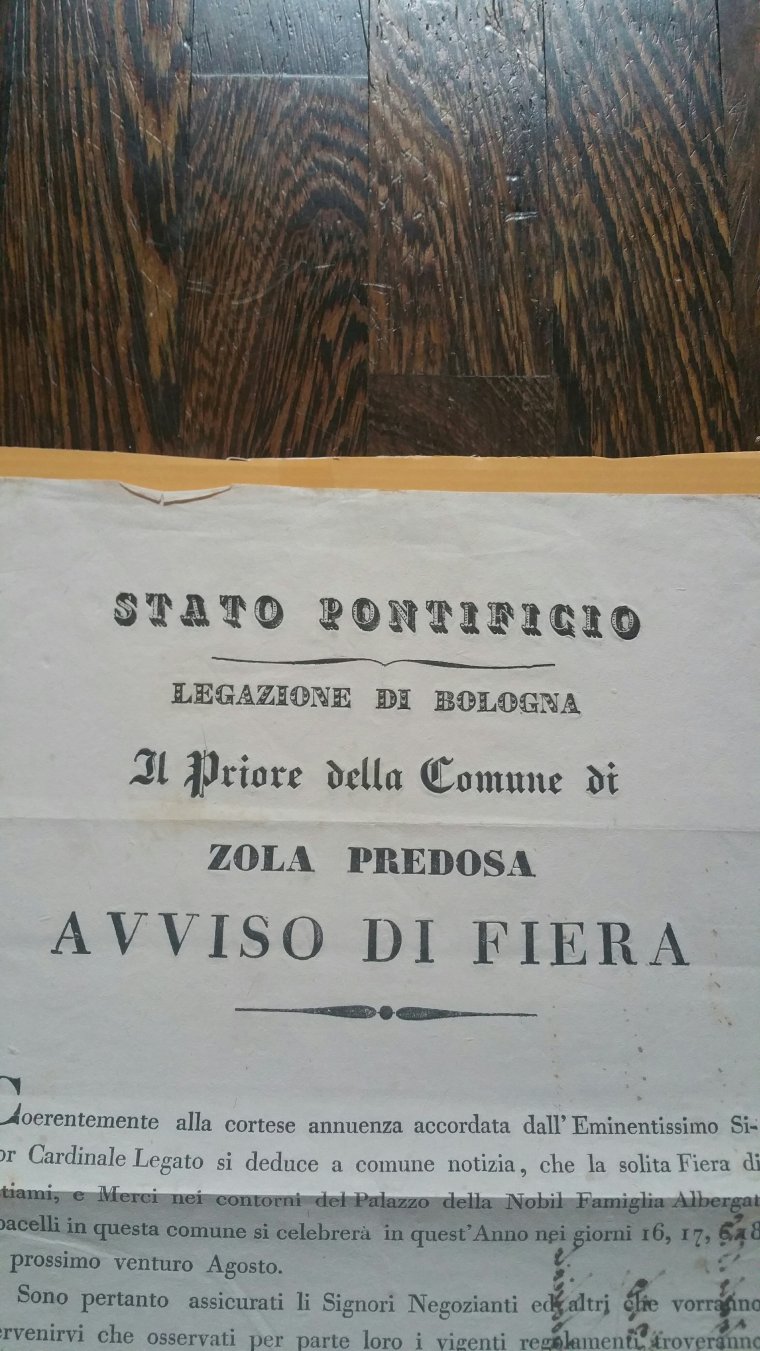 STATO PONTIFICIO
LEGAZIONE DI BOLOGNA
Il Priore della Comune di
ZOLA PREDOSA
AVVISO DI FIERA
Coerentemente alla cortese annuenza accordata dall' Eminentissimo Si-
or Cardinale Legato si deduce a comune notizia, che la solita Fiera di
tiami, e Merci nei contorni del Palazzo della Nobil Famiglia Albergat
pacelli in questa comune si celebrerà in quest'Anno nei giorni 16, 17, e 18
prossimo venturo Agosto.
Sono pertanto assicurati li Signori Negozianti ed altri che vorranno
ervenirvi che osservati per parte loro i vigenti regolamenti, troveranno